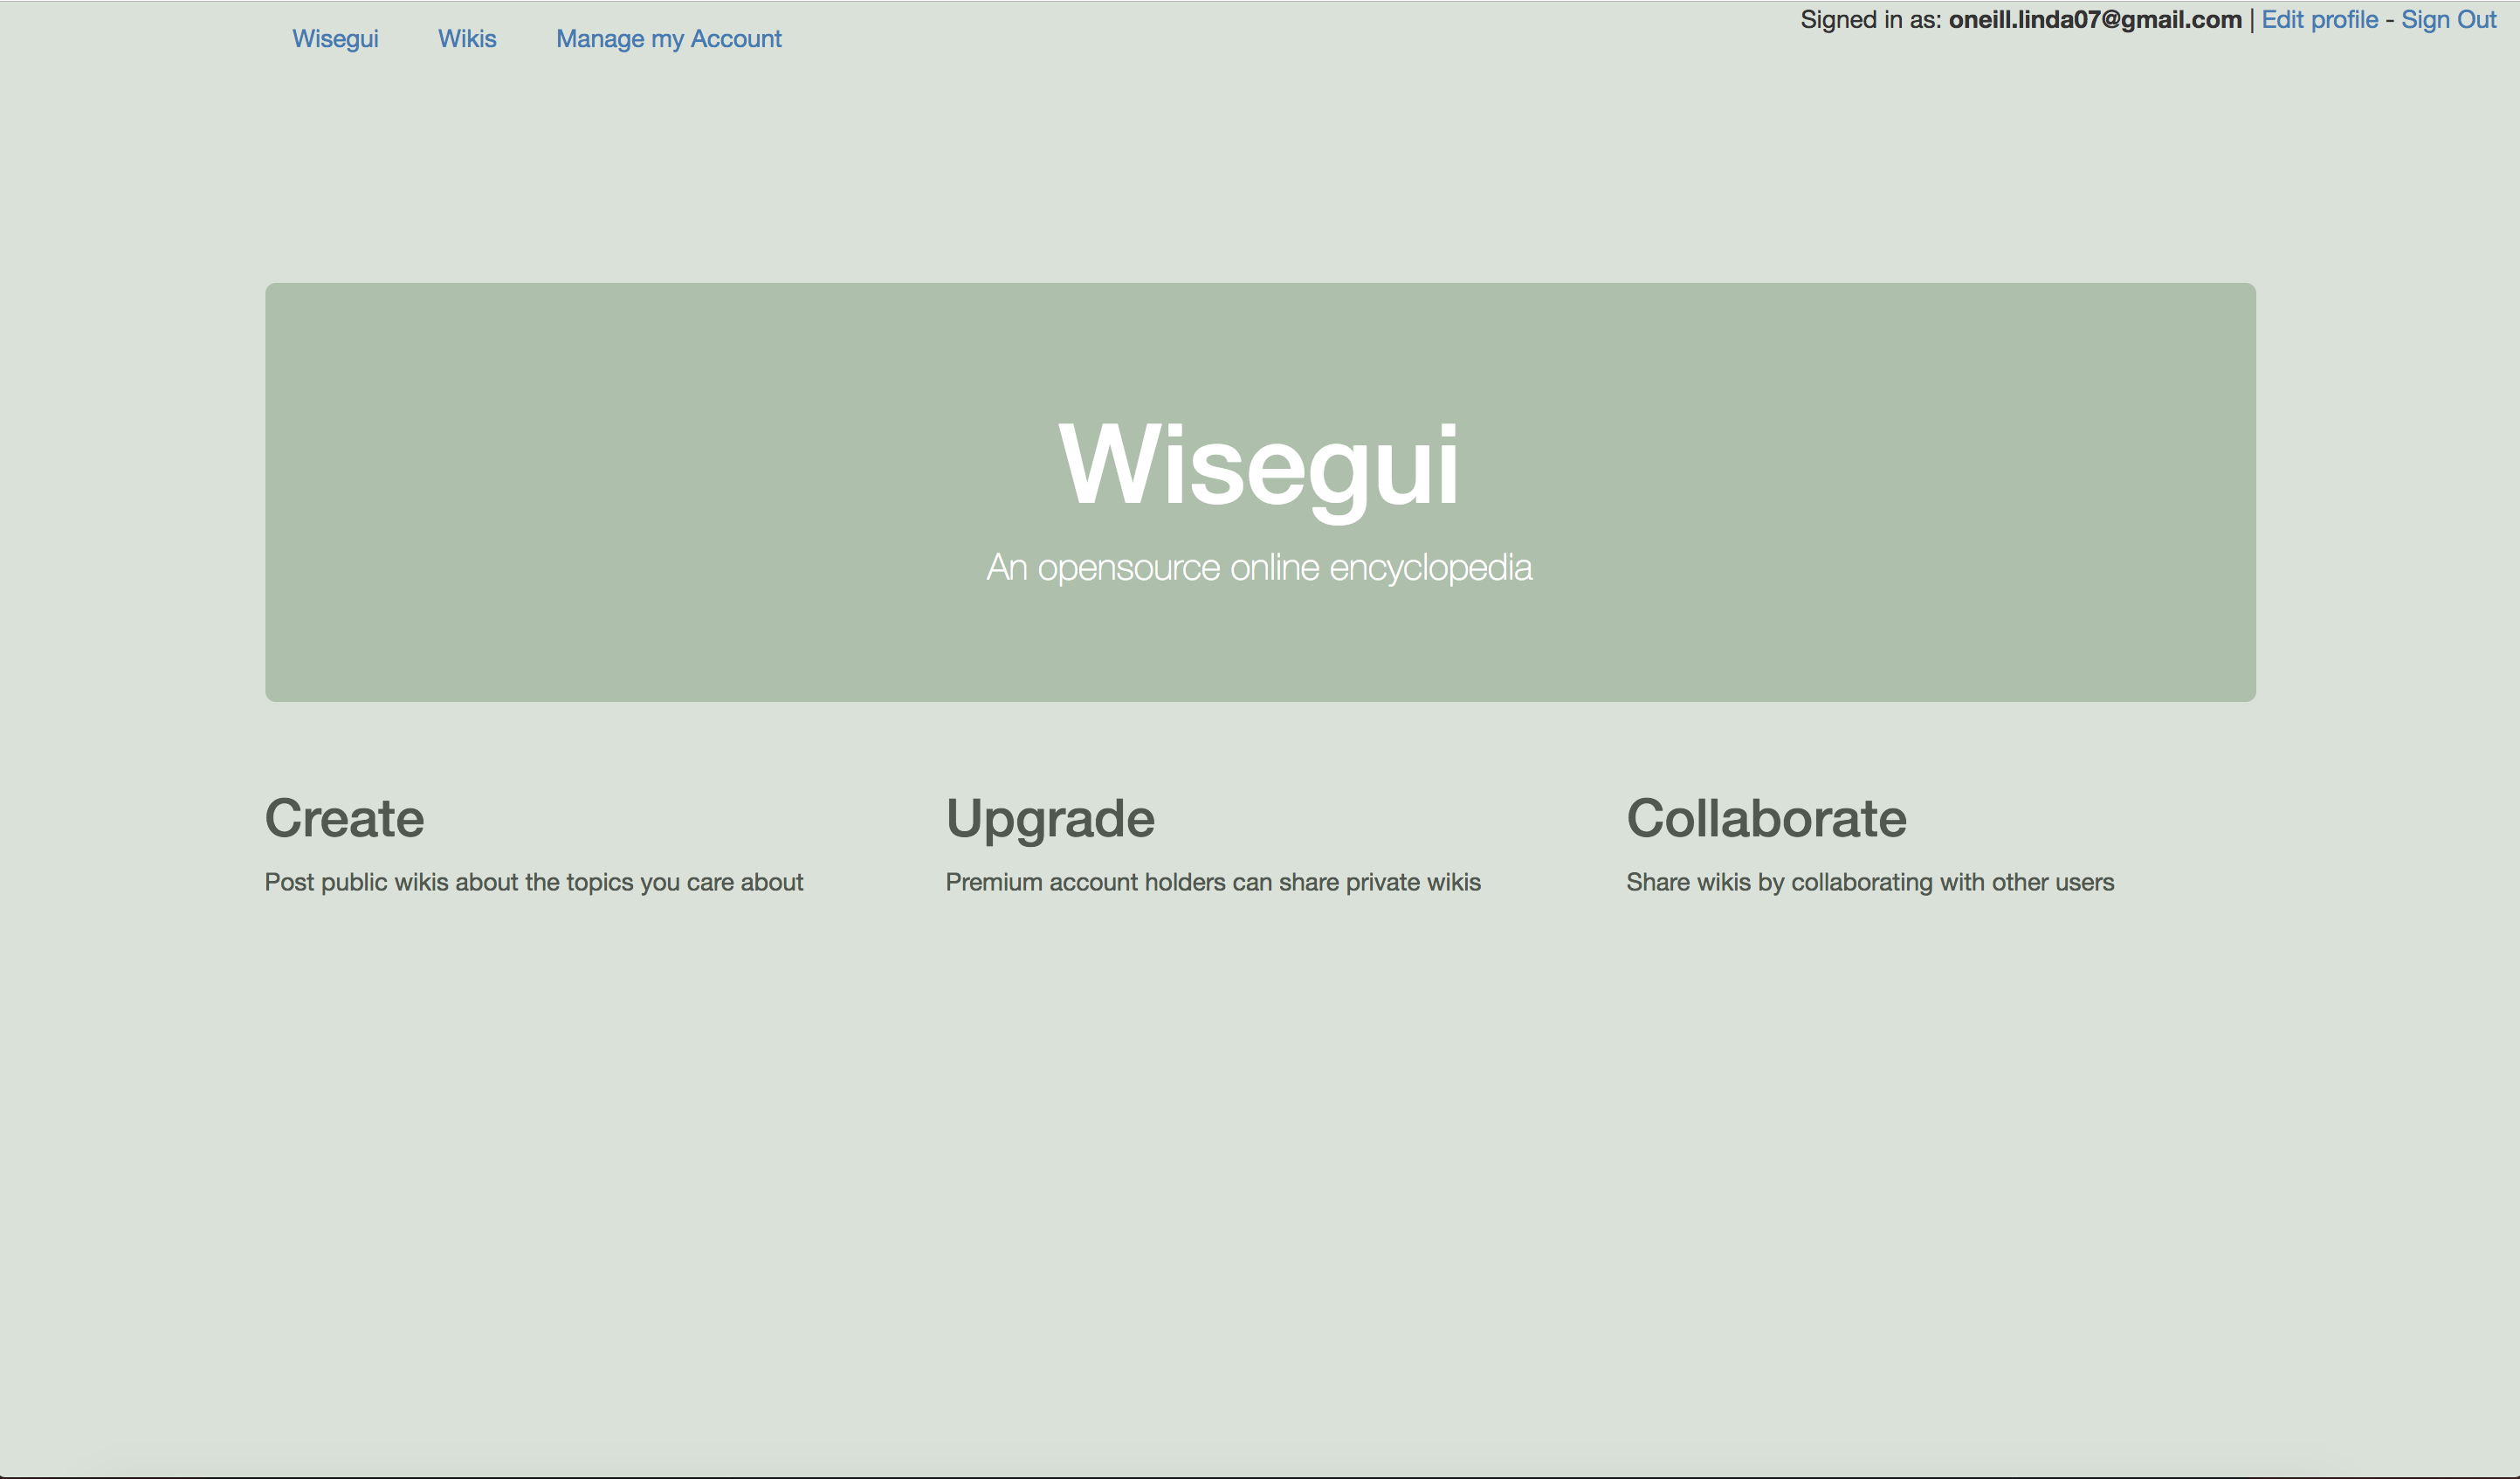 Wisegui Wikis Manage my Account
Signed in as: oneill.linda07@gmail.com | Edit profile - Sign Out
Wisegui
An opensource online encyclopedia
Create
Post public wikis about the topics you care about
Upgrade
Premium account holders can share private wikis
Collaborate
Share wikis by collaborating with other users